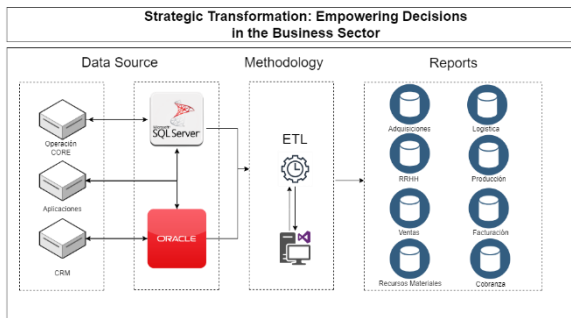 Strategic Transformation: Empowering Decisions
in the Business Sector
Data Source
Methodology
Reports
Operación
CORE
Aplicaciones
CRM
Microsoft
SQL Server
ORACLE
ETL
Adquisiciones
Logistica
RRHH
Producción
Ventas
Facturación
Recursos Materiales
Cobranza